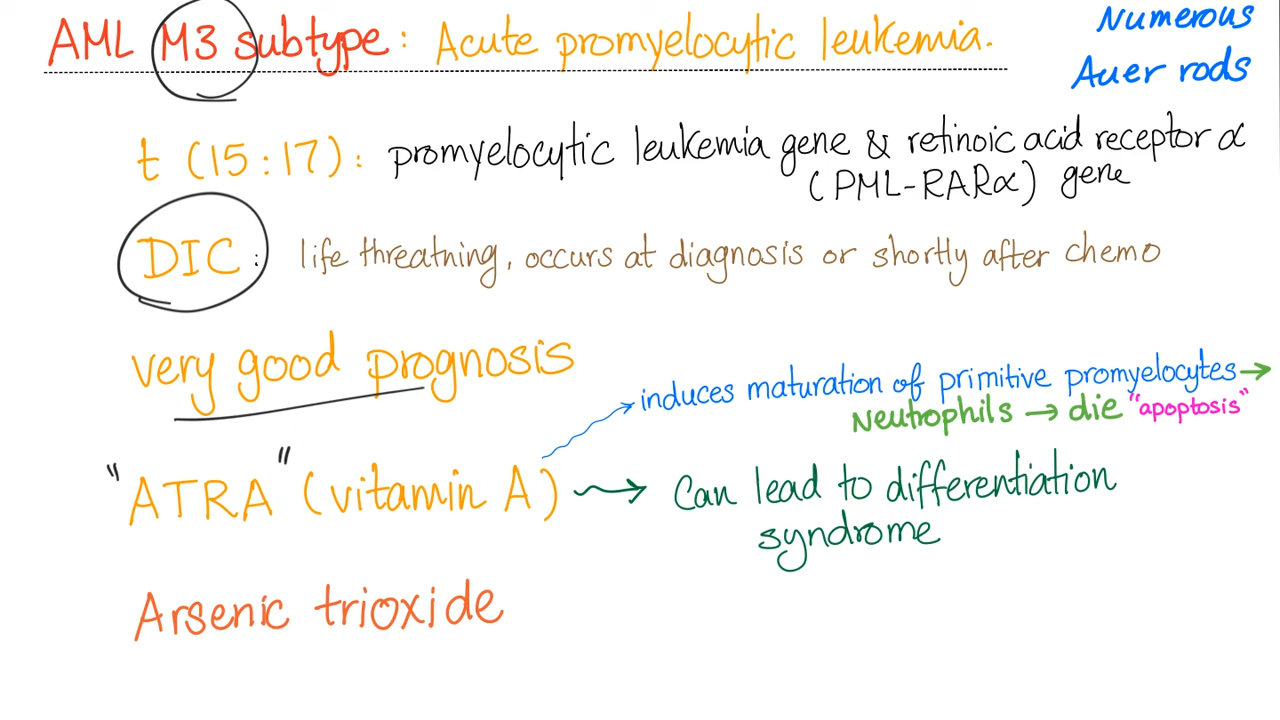 AML M3 subtype: Acute promyelocytic leukemia.
Numerous
Auer rods
t (15:17): promyelocytic leukemia gene & retinoic acid receptor α
(PML-RARα) gene
DIC: life threathning, occurs at diagnosis or shortly after chemo
very good prognosis
induces maturation of primitive promyelocytes →
Neutrophils → die "apoptosis"
"ATRA" (vitamin A) → Can lead to differentiation
syndrome
Arsenic trioxide